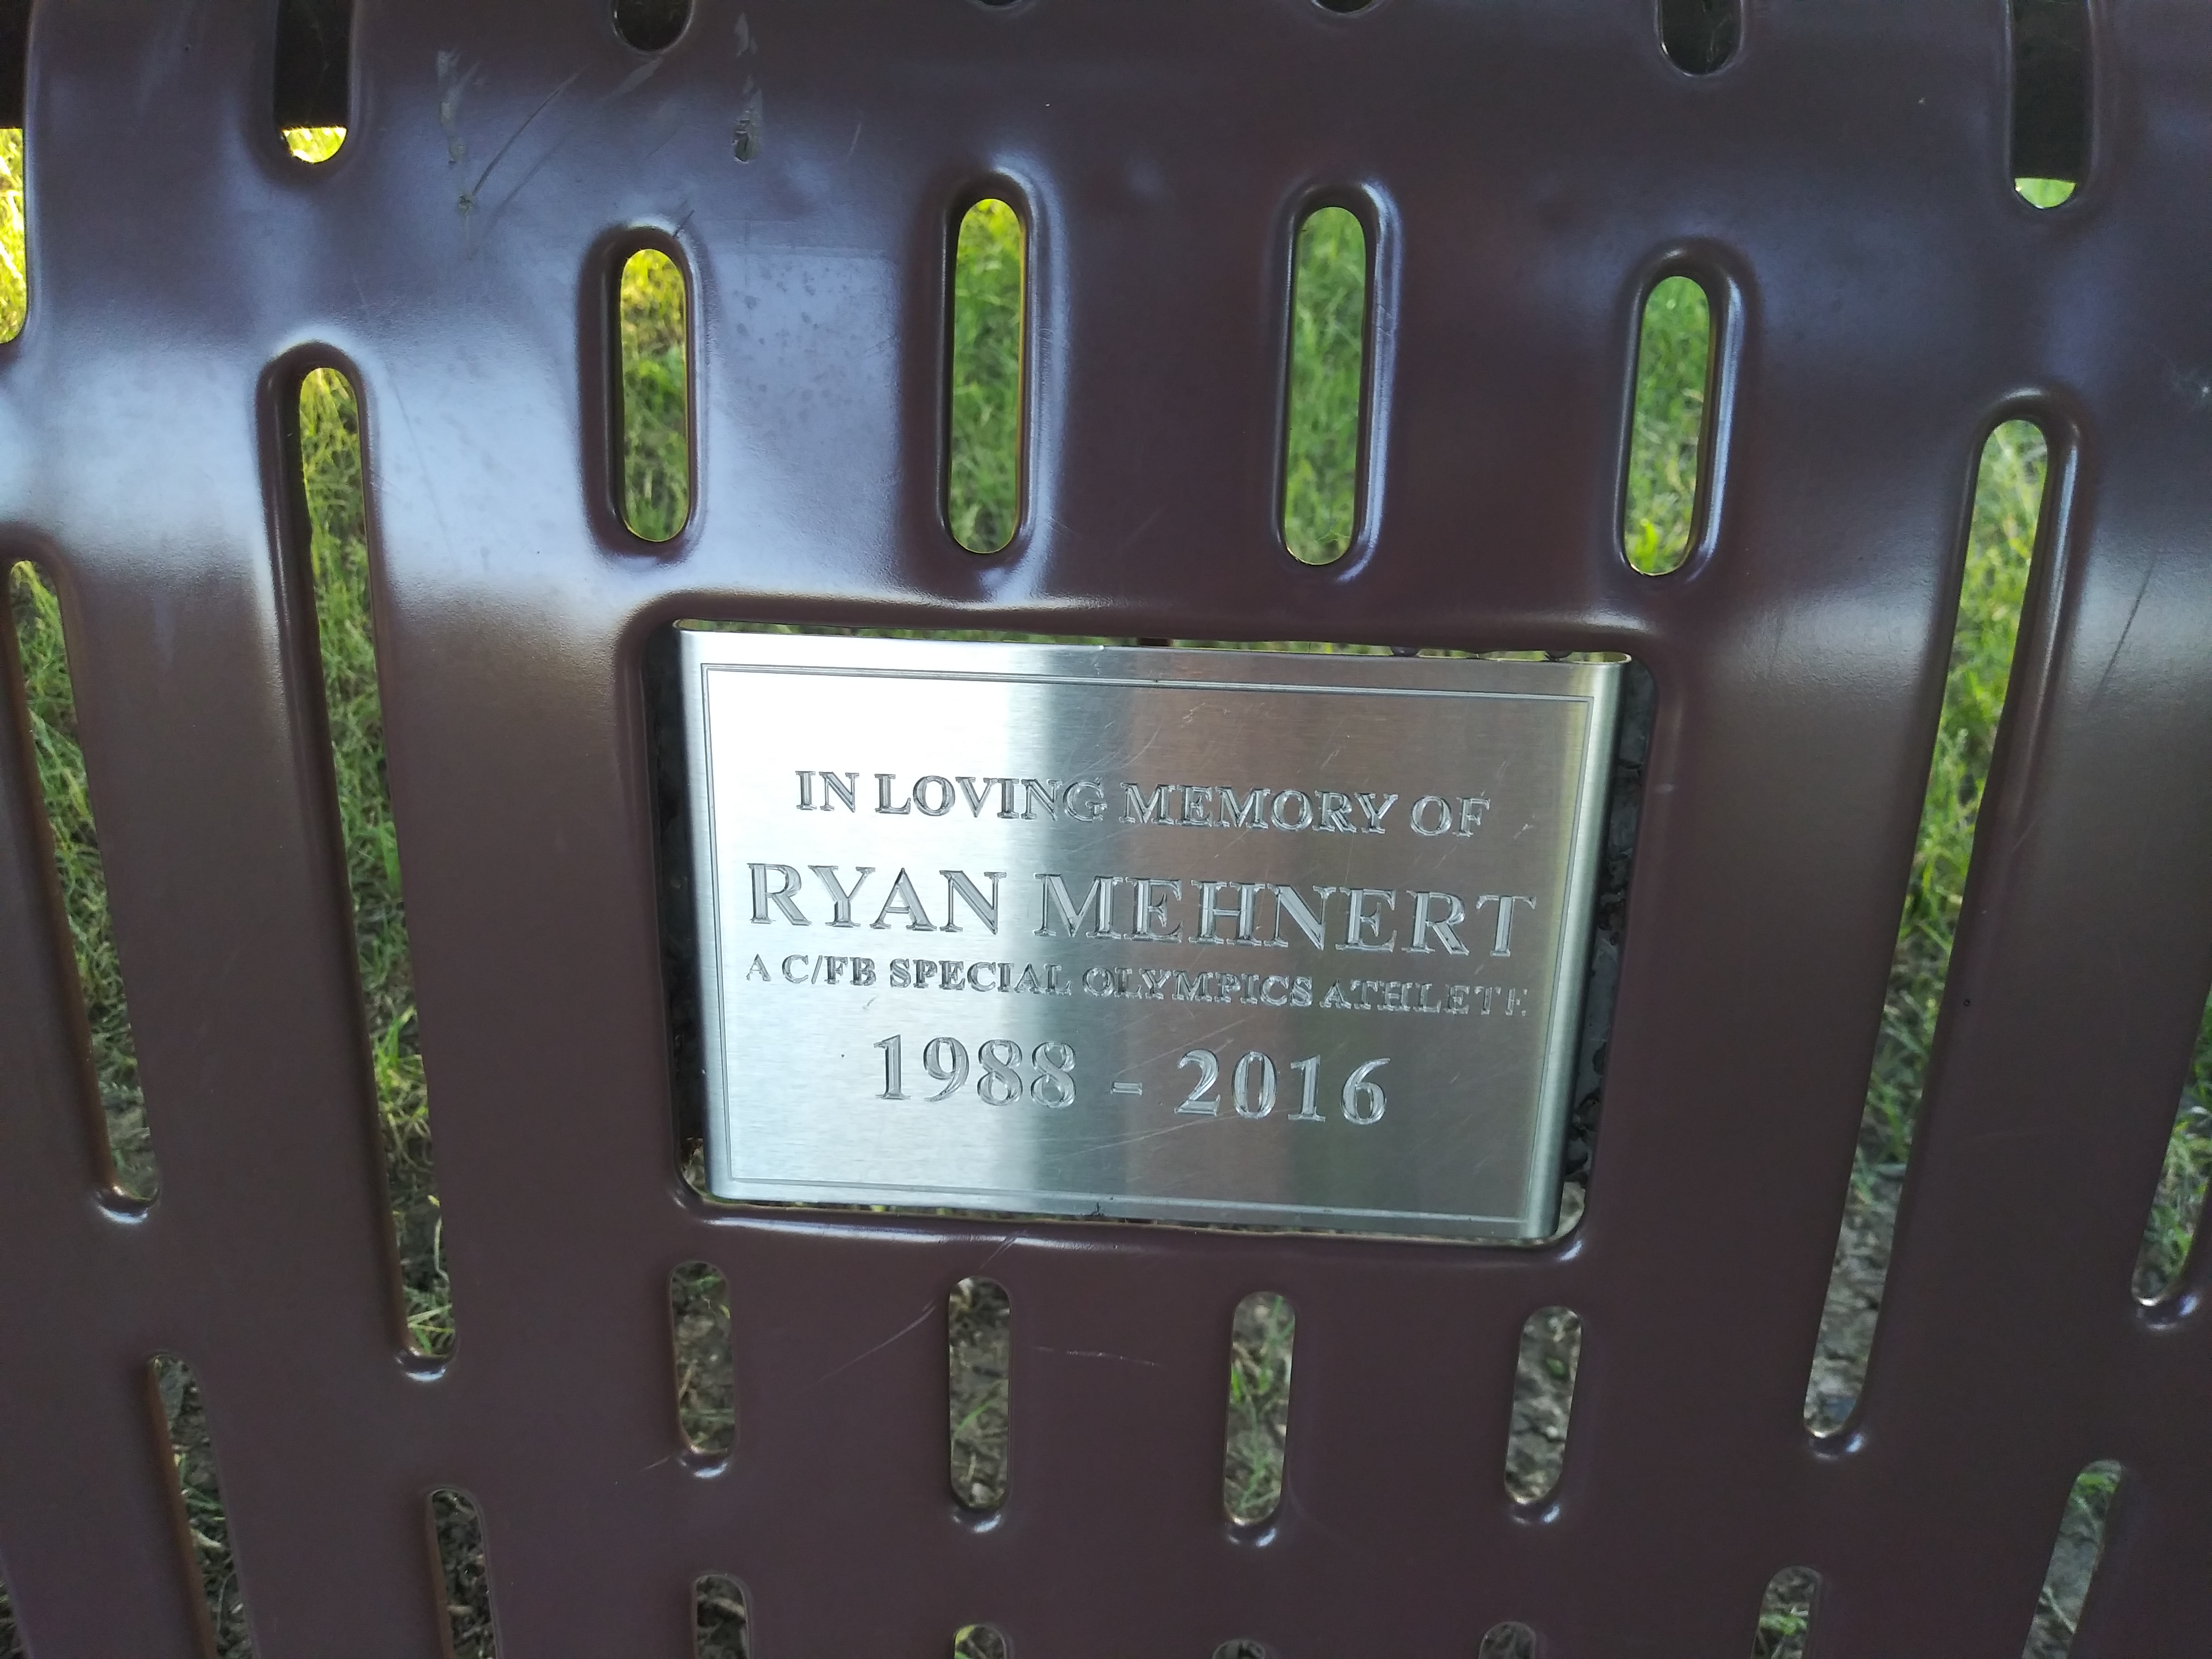 IN LOVING MEMORY OF
RYAN MEHNERT
A C/FB SPECIAL OLYMPICS ATHLETE
1988 - 2016